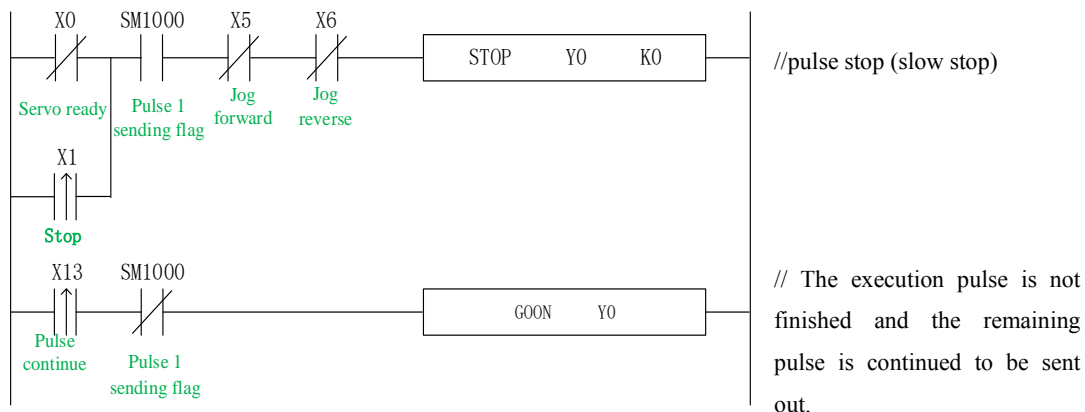 X0 SM1000 X5 X6
STOP Y0 K0
//pulse stop (slow stop)
Servo ready
Pulse 1
sending flag
Jog
forward
Jog
reverse
X1
Stop
X13 SM1000
GOON Y0
Pulse
continue
Pulse 1
sending flag
// The execution pulse is not
finished and the remaining
pulse is continued to be sent
out.